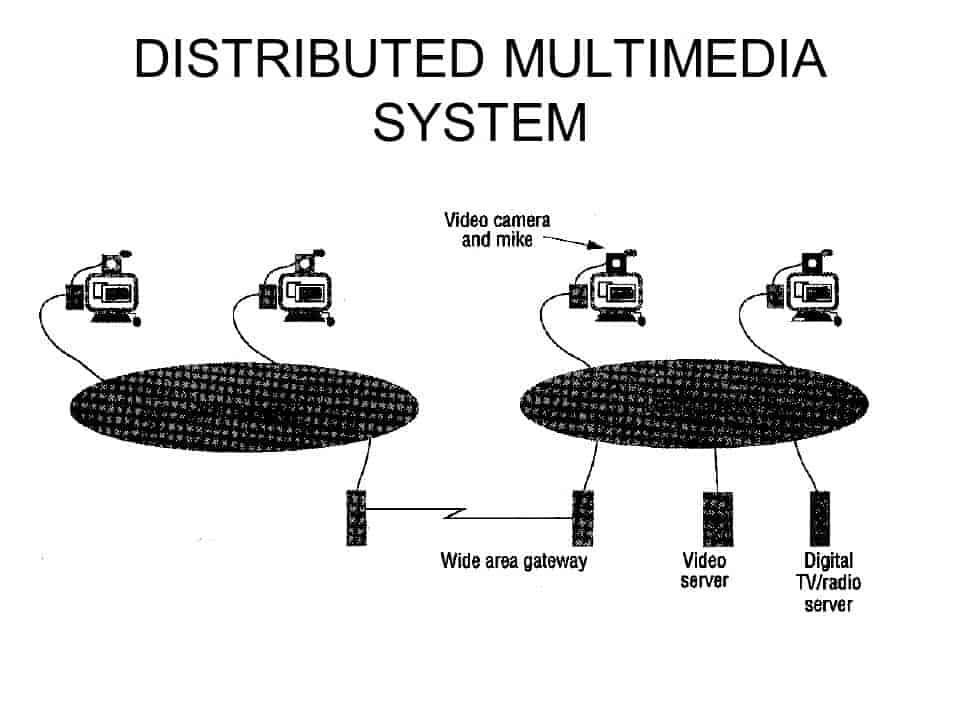 DISTRIBUTED MULTIMEDIA
SYSTEM
Video camera
and mike
Wide area gateway
Video
server
Digital
TV/radio
server